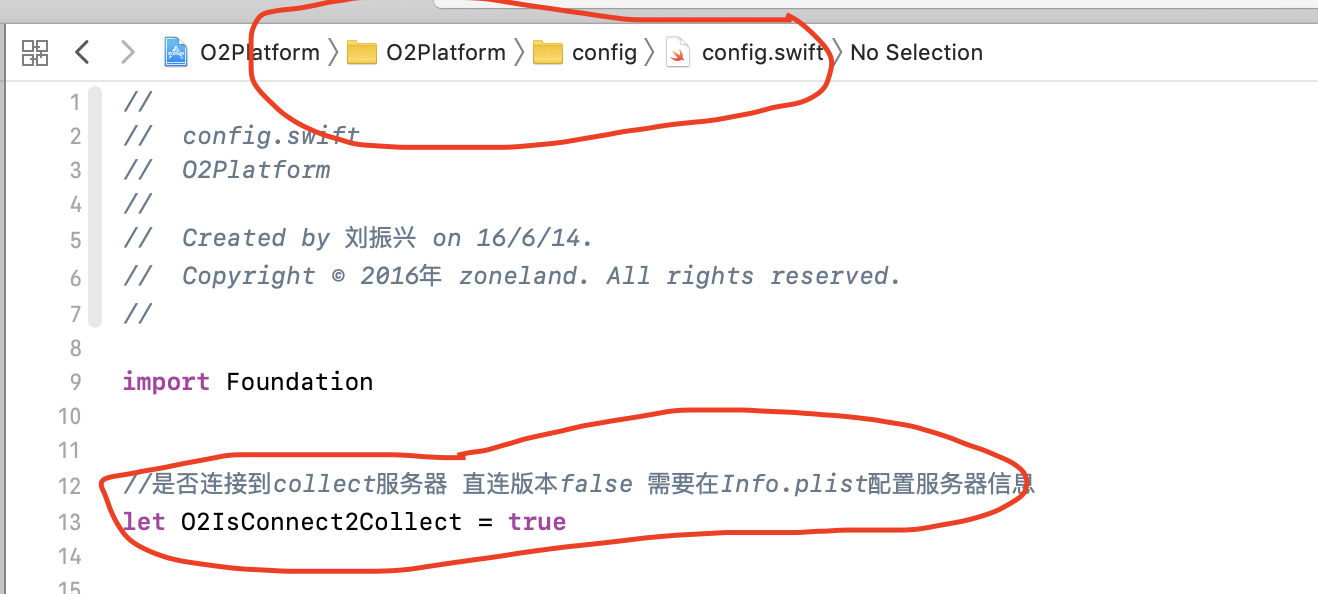 O2Platform 〉 O2Platform 〉 config 〉 config.swift 〉 No Selection
1 //
2 // config.swift
3 // O2Platform
4 //
5 // Created by 刘振兴 on 16/6/14.
6 // Copyright © 2016年 zoneland. All rights reserved.
7 //
8
9 import Foundation
10
11
12 //是否连接到collect服务器 直连版本false 需要在Info.plist配置服务器信息
13 let O2IsConnect2Collect = true
14
15